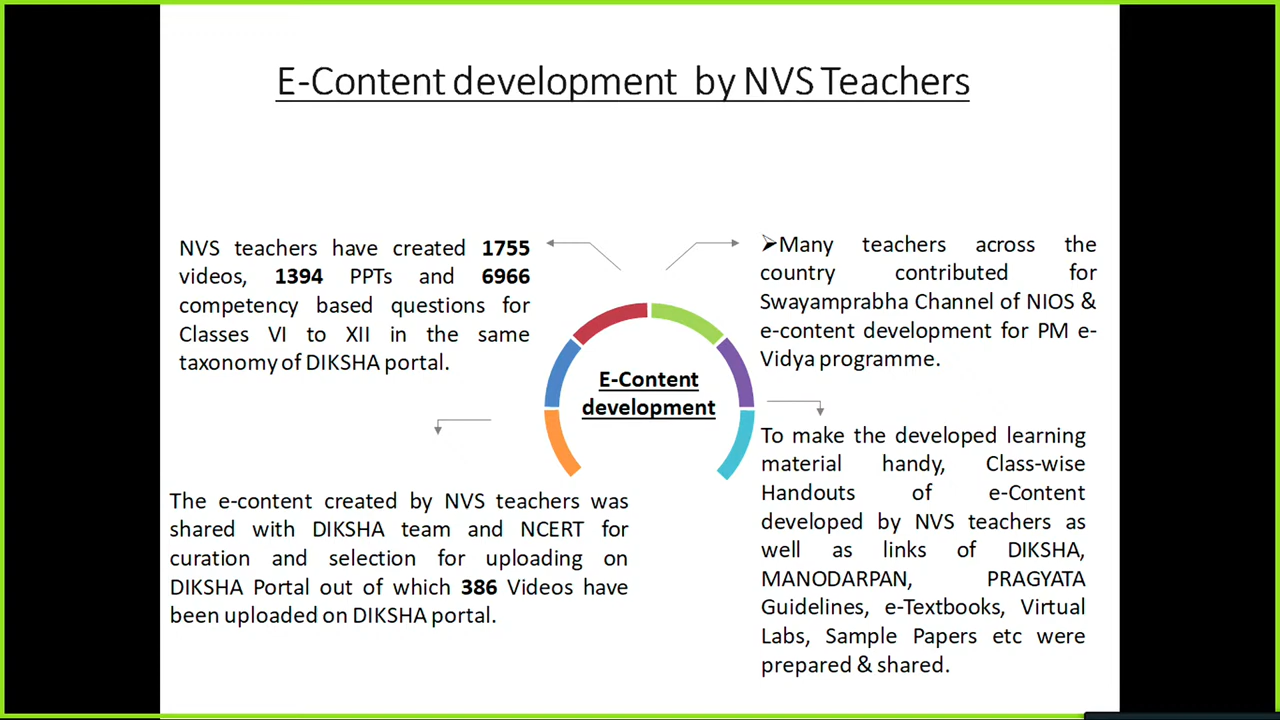 E-Content development by NVS Teachers
NVS teachers have created 1755
videos, 1394 PPTs and 6966
competency based questions for
Classes VI to XII in the same
taxonomy of DIKSHA portal.
➢Many teachers across the
country contributed for
Swayamprabha Channel of NIOS &
e-content development for PM e-
Vidya programme.
E-Content
development
The e-content created by NVS teachers was
shared with DIKSHA team and NCERT for
curation and selection for uploading on
DIKSHA Portal out of which 386 Videos have
been uploaded on DIKSHA portal.
To make the developed learning
material handy, Class-wise
Handouts of e-Content
developed by NVS teachers as
well as links of DIKSHA,
MANODARPAN, PRAGYATA
Guidelines, e-Textbooks, Virtual
Labs, Sample Papers etc were
prepared & shared.